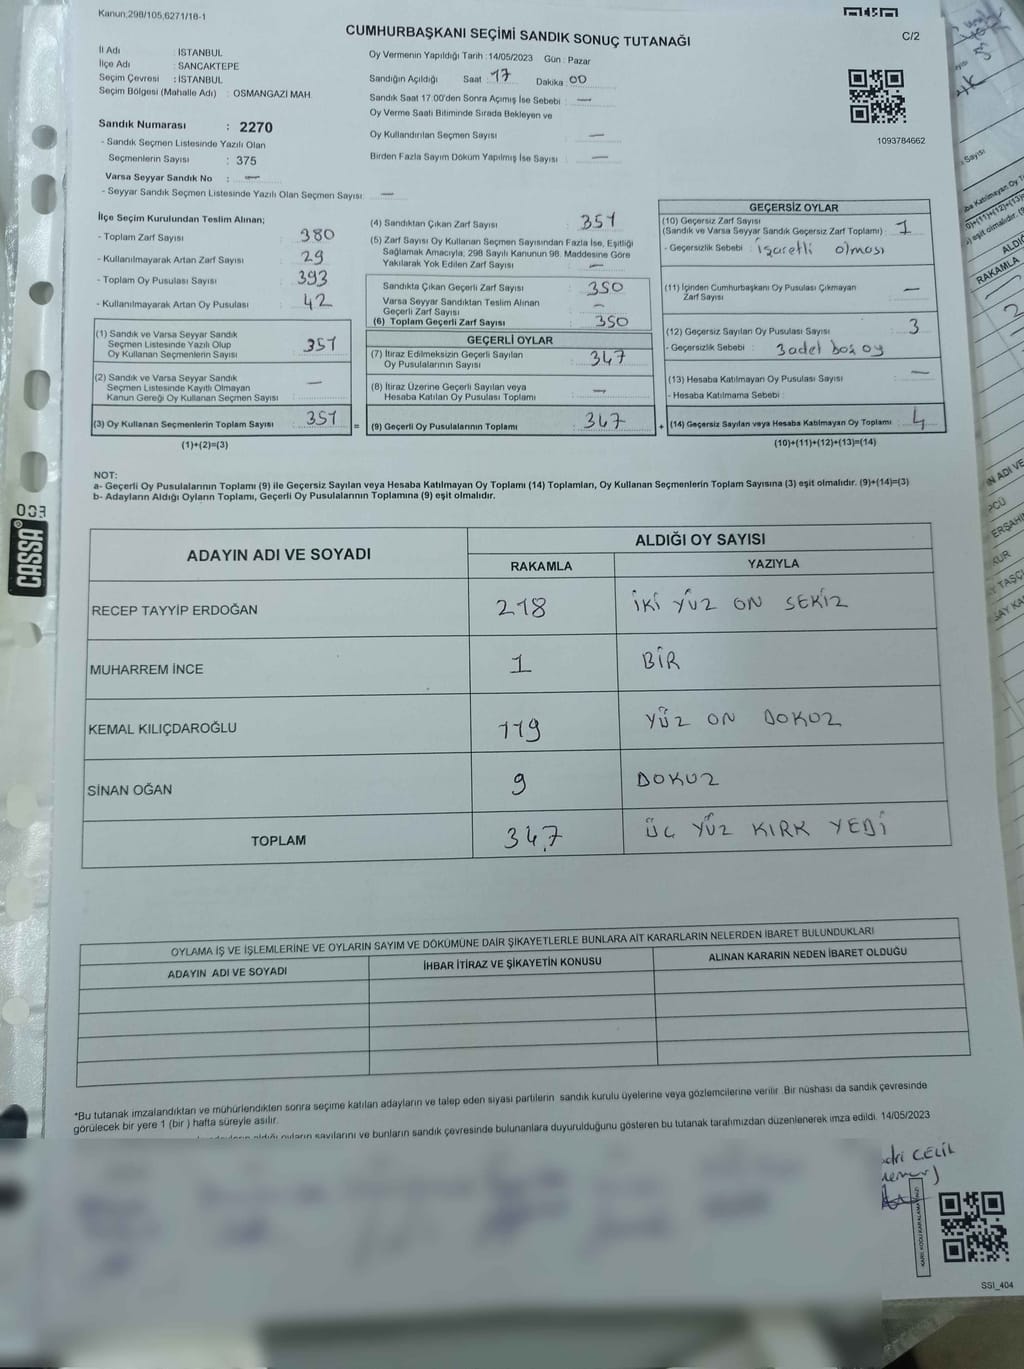 Kanun:298/105,6271/18-1
CUMHURBAŞKANI SEÇİMİ SANDIK SONUÇ TUTANAĞI
C/2
İl Adı : İSTANBUL
İlçe Adı : SANCAKTEPE
Seçim Çevresi : İSTANBUL
Seçim Bölgesi (Mahalle Adı) : OSMANGAZİ MAH.
Oy Vermenin Yapıldığı Tarih :14/05/2023 Gün : Pazar
Sandığın Açıldığı Saat : 17 Dakika : 00
Sandık Saat 17:00'den Sonra Açımış İse Sebebi : —
Oy Verme Saati Bitiminde Sırada Bekleyen ve
Oy Kullandırılan Seçmen Sayısı —
Birden Fazla Sayım Döküm Yapılmış İse Sayısı : —
1093784662
Sandık Numarası : 2270
- Sandık Seçmen Listesinde Yazılı Olan
Seçmenlerin Sayısı : 375
Varsa Seyyar Sandık No : —
- Seyyar Sandık Seçmen Listesinde Yazılı Olan Seçmen Sayısı: —
İlçe Seçim Kurulundan Teslim Alınan;
- Toplam Zarf Sayısı : 380
- Kullanılmayarak Artan Zarf Sayısı : 29
- Toplam Oy Pusulası Sayısı : 393
- Kullanılmayarak Artan Oy Pusulası : 42
(1) Sandık ve Varsa Seyyar Sandık
Seçmen Listesinde Yazılı Olup
Oy Kullanan Seçmenlerin Sayısı : 351
(2) Sandık ve Varsa Seyyar Sandık
Seçmen Listesinde Kayıtlı Olmayan
Kanun Gereği Oy Kullanan Seçmen Sayısı : —
(3) Oy Kullanan Seçmenlerin Toplam Sayısı : 351
(1)+(2)=(3)
(4) Sandıktan Çıkan Zarf Sayısı : 351
(5) Zarf Sayısı Oy Kullanan Seçmen Sayısından Fazla İse, Eşitliği
Sağlamak Amacıyla; 298 Sayılı Kanunun 98. Maddesine Göre
Yakılarak Yok Edilen Zarf Sayısı : —
Sandıkta Çıkan Geçerli Zarf Sayısı : 350
Varsa Seyyar Sandıktan Teslim Alınan
Geçerli Zarf Sayısı : —
(6) Toplam Geçerli Zarf Sayısı : 350
GEÇERLİ OYLAR
(7) İtiraz Edilmeksizin Geçerli Sayılan
Oy Pusulalarının Sayısı : 347
(8) İtiraz Üzerine Geçerli Sayılan veya
Hesaba Katılan Oy Pusulası Toplamı : —
= (9) Geçerli Oy Pusulalarının Toplamı : 347
GEÇERSİZ OYLAR
(10) Geçersiz Zarf Sayısı
(Sandık ve Varsa Seyyar Sandık Geçersiz Zarf Toplamı) : 1
- Geçersizlik Sebebi : İşaretli olması
(11) İçinden Cumhurbaşkanı Oy Pusulası Çıkmayan
Zarf Sayısı : —
(12) Geçersiz Sayılan Oy Pusulası Sayısı : 3
- Geçersizlik Sebebi : 3 adet boş oy
(13) Hesaba Katılmayan Oy Pusulası Sayısı : —
- Hesaba Katılmama Sebebi :
+ (14) Geçersiz Sayılan veya Hesaba Katılmayan Oy Toplamı : 4
(10)+(11)+(12)+(13)=(14)
NOT:
a- Geçerli Oy Pusulalarının Toplamı (9) ile Geçersiz Sayılan veya Hesaba Katılmayan Oy Toplamı (14) Toplamları, Oy Kullanan Seçmenlerin Toplam Sayısına (3) eşit olmalıdır. (9)+(14)=(3)
b- Adayların Aldığı Oyların Toplamı, Geçerli Oy Pusulalarının Toplamına (9) eşit olmalıdır.
ADAYIN ADI VE SOYADI
ALDIĞI OY SAYISI
RAKAMLA YAZIYLA
RECEP TAYYİP ERDOĞAN 218 İKİ YÜZ ON SEKİZ
MUHARREM İNCE 1 BİR
KEMAL KILIÇDAROĞLU 119 YÜZ ON DOKUZ
SİNAN OĞAN 9 DOKUZ
TOPLAM 347 ÜÇ YÜZ KIRK YEDİ
OYLAMA İŞ VE İŞLEMLERİNE VE OYLARIN SAYIM VE DÖKÜMÜNE DAİR ŞİKAYETLERLE BUNLARA AİT KARARLARIN NELERDEN İBARET BULUNDUKLARI
ADAYIN ADI VE SOYADI İHBAR İTİRAZ VE ŞİKAYETİN KONUSU ALINAN KARARIN NEDEN İBARET OLDUĞU
*Bu tutanak imzalandıktan ve mühürlendikten sonra seçime katılan adayların ve talep eden siyasi partilerin sandık kurulu üyelerine veya gözlemcilerine verilir. Bir nüshası da sandık çevresinde
görülecek bir yere 1 (bir ) hafta süreyle asılır.
oyların sayılarını ve bunların sandık çevresinde bulunanlara duyurulduğunu gösteren bu tutanak tarafımızdan düzenlenerek imza edildi. 14/05/2023
ÇELİK
SSI_404
CASSA
003
Sayısı
RAKAMLA